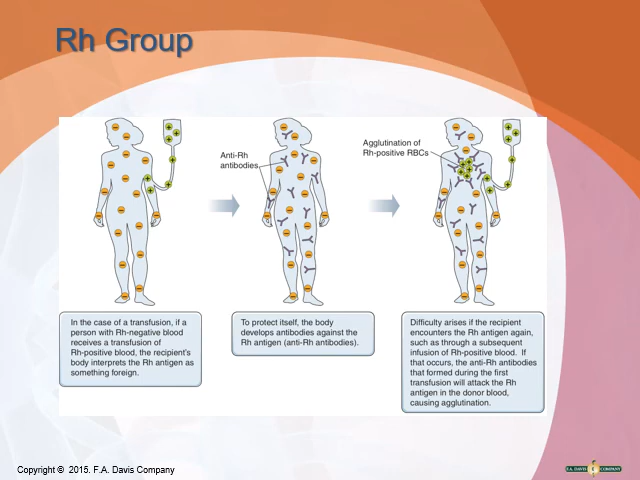 Rh Group
Anti-Rh
antibodies
Agglutination of
Rh-positive RBCs
In the case of a transfusion, if a
person with Rh-negative blood
receives a transfusion of
Rh-positive blood, the recipient's
body interprets the Rh antigen as
something foreign.
To protect itself, the body
develops antibodies against the
Rh antigen (anti-Rh antibodies).
Difficulty arises if the recipient
encounters the Rh antigen again,
such as through a subsequent
infusion of Rh-positive blood. If
that occurs, the anti-Rh antibodies
that formed during the first
transfusion will attack the Rh
antigen in the donor blood,
causing agglutination.
Copyright © 2015. F.A. Davis Company
F.A. DAVIS COMPANY